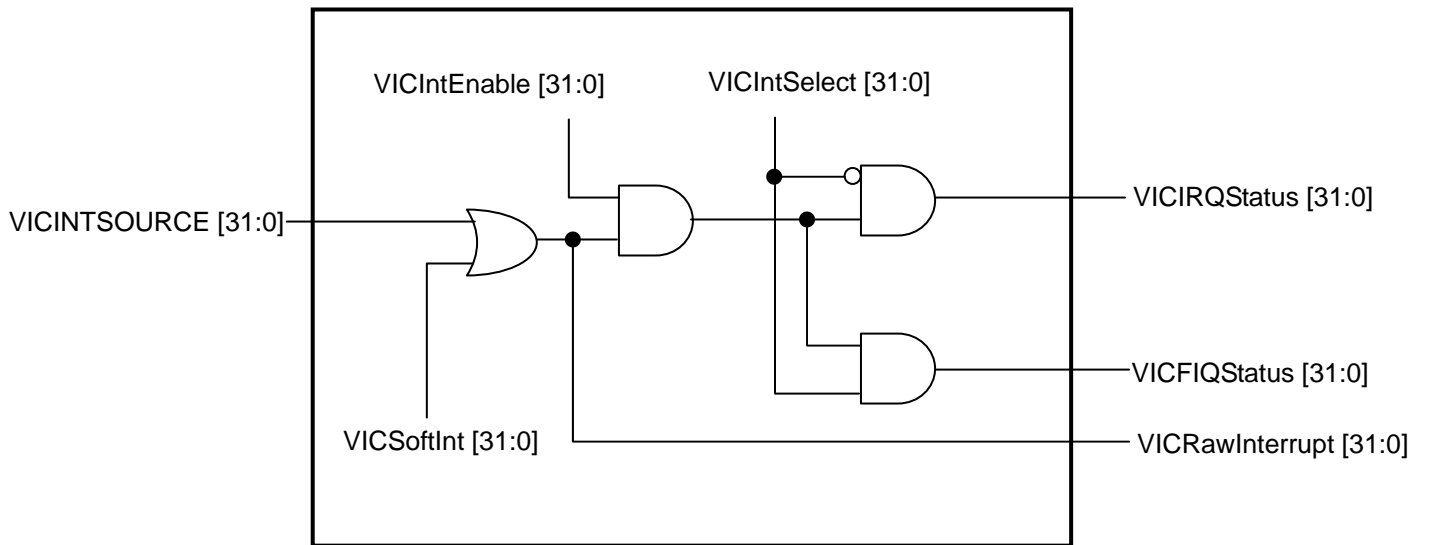 VICIntEnable [31:0]
VICIntSelect [31:0]
VICINTSOURCE [31:0]
VICIRQStatus [31:0]
VICFIQStatus [31:0]
VICSoftInt [31:0]
VICRawInterrupt [31:0]